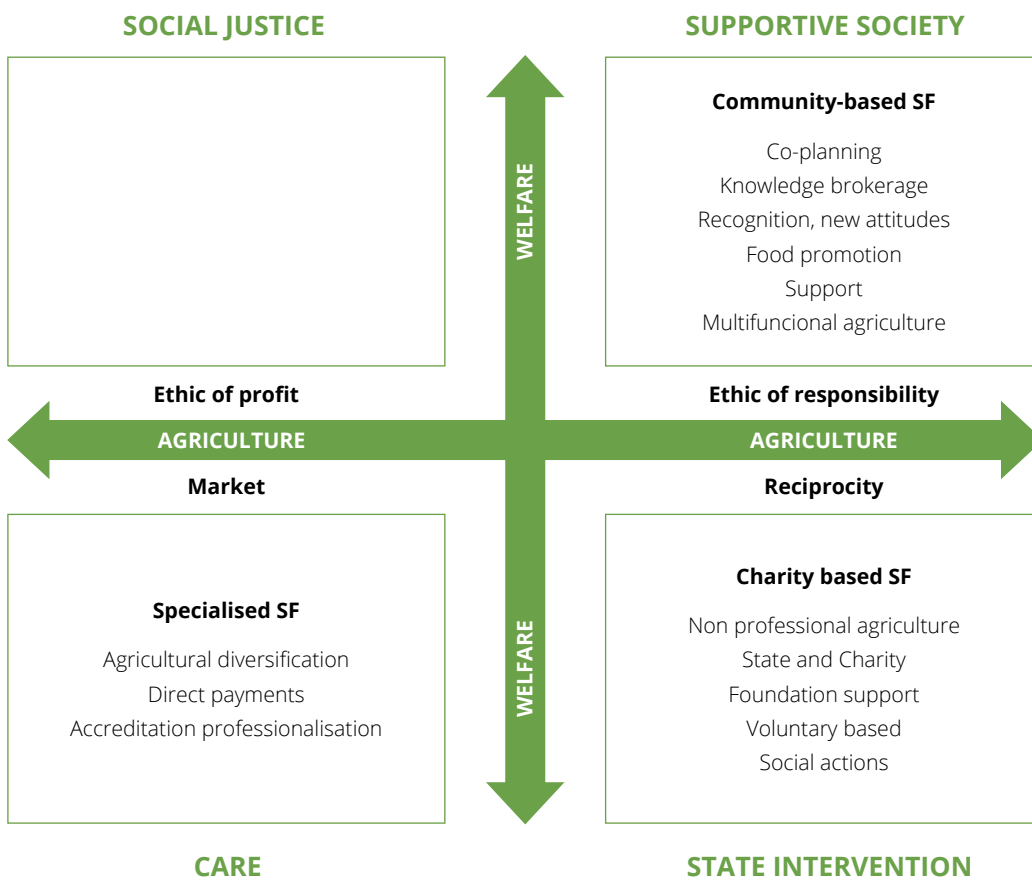 SOCIAL JUSTICE
SUPPORTIVE SOCIETY
Community-based SF
Co-planning
Knowledge brokerage
Recognition, new attitudes
Food promotion
Support
Multifuncional agriculture
WELFARE
Ethic of profit
Ethic of responsibility
AGRICULTURE
AGRICULTURE
Market
Reciprocity
Specialised SF
Agricultural diversification
Direct payments
Accreditation professionalisation
WELFARE
Charity based SF
Non professional agriculture
State and Charity
Foundation support
Voluntary based
Social actions
CARE
STATE INTERVENTION